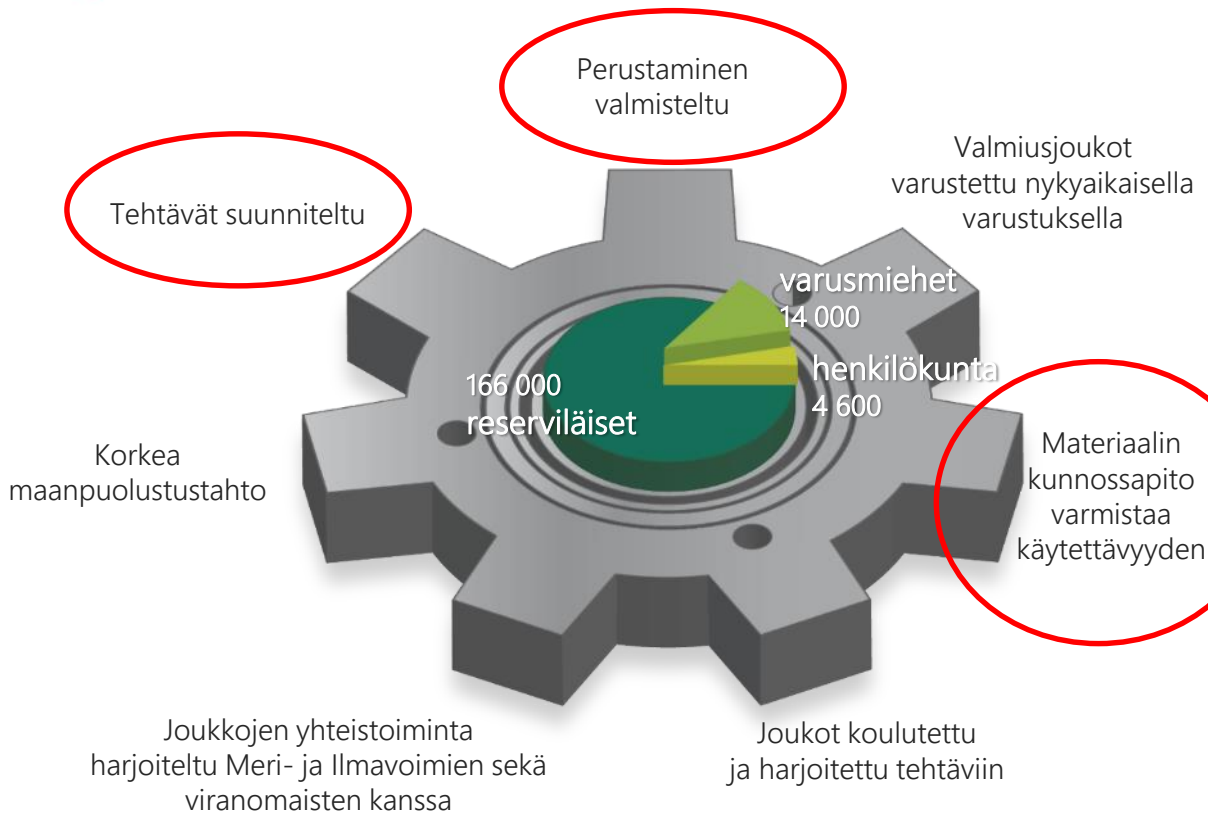 Perustaminen
valmisteltu
Tehtävät suunniteltu
Valmiusjoukot
varustettu nykyaikaisella
varustuksella
varusmiehet
14 000
henkilökunta
4 600
166 000
reserviläiset
Materiaalin
kunnossapito
varmistaa
käytettävyyden
Korkea
maanpuolustustahto
Joukkojen yhteistoiminta
harjoiteltu Meri- ja Ilmavoimien sekä
viranomaisten kanssa
Joukot koulutettu
ja harjoitettu tehtäviin